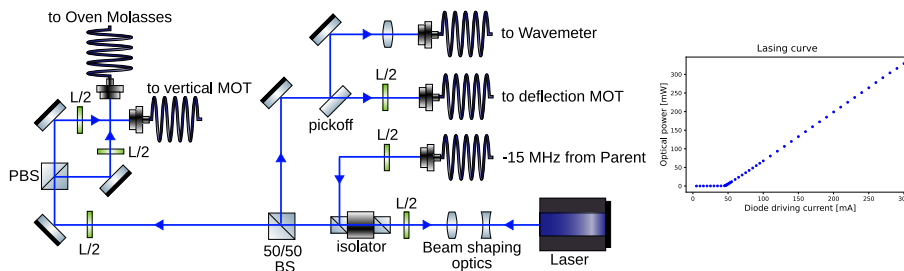 to Oven Molasses
L/2
to vertical MOT
L/2
PBS
L/2
50/50
BS
to Wavemeter
L/2
to deflection MOT
pickoff
L/2
-15 MHz from Parent
L/2
isolator
Beam shaping
optics
Laser
Lasing curve
Optical power [mW]
300
250
200
150
100
50
0
0
50
100
150
200
250
300
Diode driving current [mA]